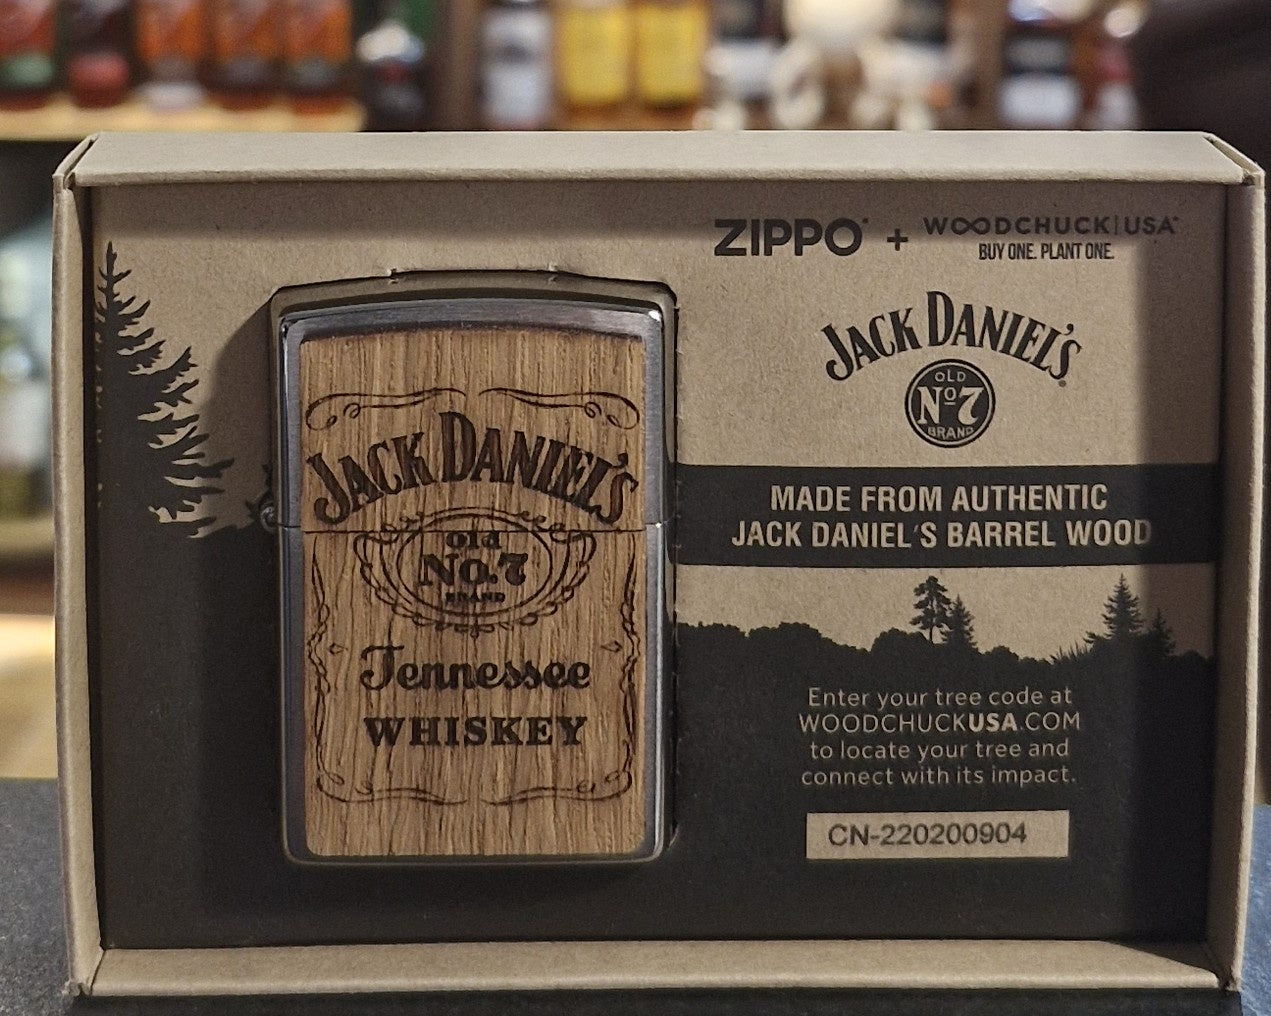 ZIPPO + WOODCHUCK|USA
BUY ONE. PLANT ONE.
JACK DANIEL'S
OLD
Nº7
BRAND
MADE FROM AUTHENTIC
JACK DANIEL'S BARREL WOOD
Enter your tree code at
WOODCHUCKUSA.COM
to locate your tree and
connect with its impact.
CN-220200904
JACK DANIEL'S
Old
No.7
BRAND
Tennessee
WHISKEY